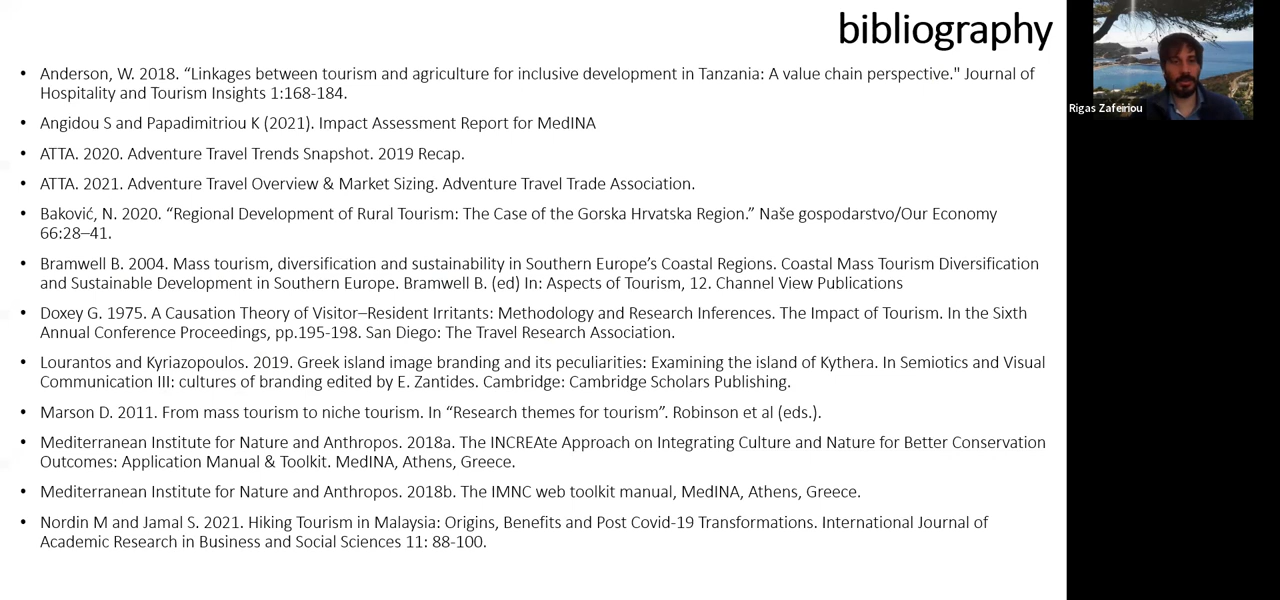 bibliography
• Anderson, W. 2018. “Linkages between tourism and agriculture for inclusive development in Tanzania: A value chain perspective." Journal of
Hospitality and Tourism Insights 1:168-184.
• Angidou S and Papadimitriou K (2021). Impact Assessment Report for MedINA
• ATTA. 2020. Adventure Travel Trends Snapshot. 2019 Recap.
• ATTA. 2021. Adventure Travel Overview & Market Sizing. Adventure Travel Trade Association.
• Baković, N. 2020. “Regional Development of Rural Tourism: The Case of the Gorska Hrvatska Region.” Naše gospodarstvo/Our Economy
66:28–41.
• Bramwell B. 2004. Mass tourism, diversification and sustainability in Southern Europe’s Coastal Regions. Coastal Mass Tourism Diversification
and Sustainable Development in Southern Europe. Bramwell B. (ed) In: Aspects of Tourism, 12. Channel View Publications
• Doxey G. 1975. A Causation Theory of Visitor–Resident Irritants: Methodology and Research Inferences. The Impact of Tourism. In the Sixth
Annual Conference Proceedings, pp.195-198. San Diego: The Travel Research Association.
• Lourantos and Kyriazopoulos. 2019. Greek island image branding and its peculiarities: Examining the island of Kythera. In Semiotics and Visual
Communication III: cultures of branding edited by E. Zantides. Cambridge: Cambridge Scholars Publishing.
• Marson D. 2011. From mass tourism to niche tourism. In “Research themes for tourism”. Robinson et al (eds.).
• Mediterranean Institute for Nature and Anthropos. 2018a. The INCREAte Approach on Integrating Culture and Nature for Better Conservation
Outcomes: Application Manual & Toolkit. MedINA, Athens, Greece.
• Mediterranean Institute for Nature and Anthropos. 2018b. The IMNC web toolkit manual, MedINA, Athens, Greece.
• Nordin M and Jamal S. 2021. Hiking Tourism in Malaysia: Origins, Benefits and Post Covid-19 Transformations. International Journal of
Academic Research in Business and Social Sciences 11: 88-100.
Rigas Zafeiriou